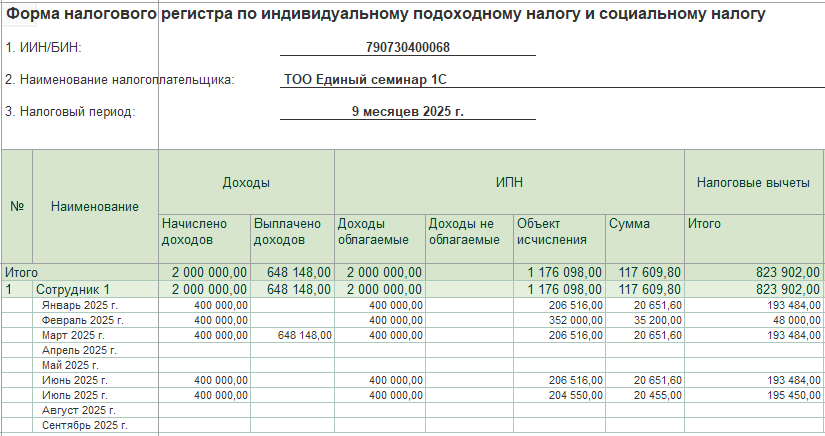 Форма налогового регистра по индивидуальному подоходному налогу и социальному налогу
1. ИИН/БИН: 790730400068
2. Наименование налогоплательщика: ТОО Единый семинар 1С
3. Налоговый период: 9 месяцев 2025 г.
№ Наименование Доходы ИПН Налоговые вычеты
Начислено доходов Выплачено доходов Доходы облагаемые Доходы не облагаемые Объект исчисления Сумма Итого
Итого 2 000 000,00 648 148,00 2 000 000,00 1 176 098,00 117 609,80 823 902,00
1 Сотрудник 1 2 000 000,00 648 148,00 2 000 000,00 1 176 098,00 117 609,80 823 902,00
Январь 2025 г. 400 000,00 400 000,00 206 516,00 20 651,60 193 484,00
Февраль 2025 г. 400 000,00 400 000,00 352 000,00 35 200,00 48 000,00
Март 2025 г. 400 000,00 648 148,00 400 000,00 206 516,00 20 651,60 193 484,00
Апрель 2025 г.
Май 2025 г.
Июнь 2025 г. 400 000,00 400 000,00 206 516,00 20 651,60 193 484,00
Июль 2025 г. 400 000,00 400 000,00 204 550,00 20 455,00 195 450,00
Август 2025 г.
Сентябрь 2025 г.